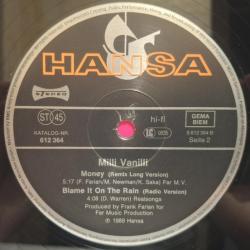 HANSA
STEREO
ST 45
KATALOG-NR.
612 364
hi-fi
LC 0835
GEMA
BIEM
S 612 364 B
Seite 2
Milli Vanilli
Money (Remix Long Version)
5:17 (F. Farian/M. Newman/K. Saka) Far M.V.
Blame It On The Rain (Radio Version)
4:08 (D. Warren) Realsongs
Produced by Frank Farian for
Far Music Production
℗ 1989 Hansa